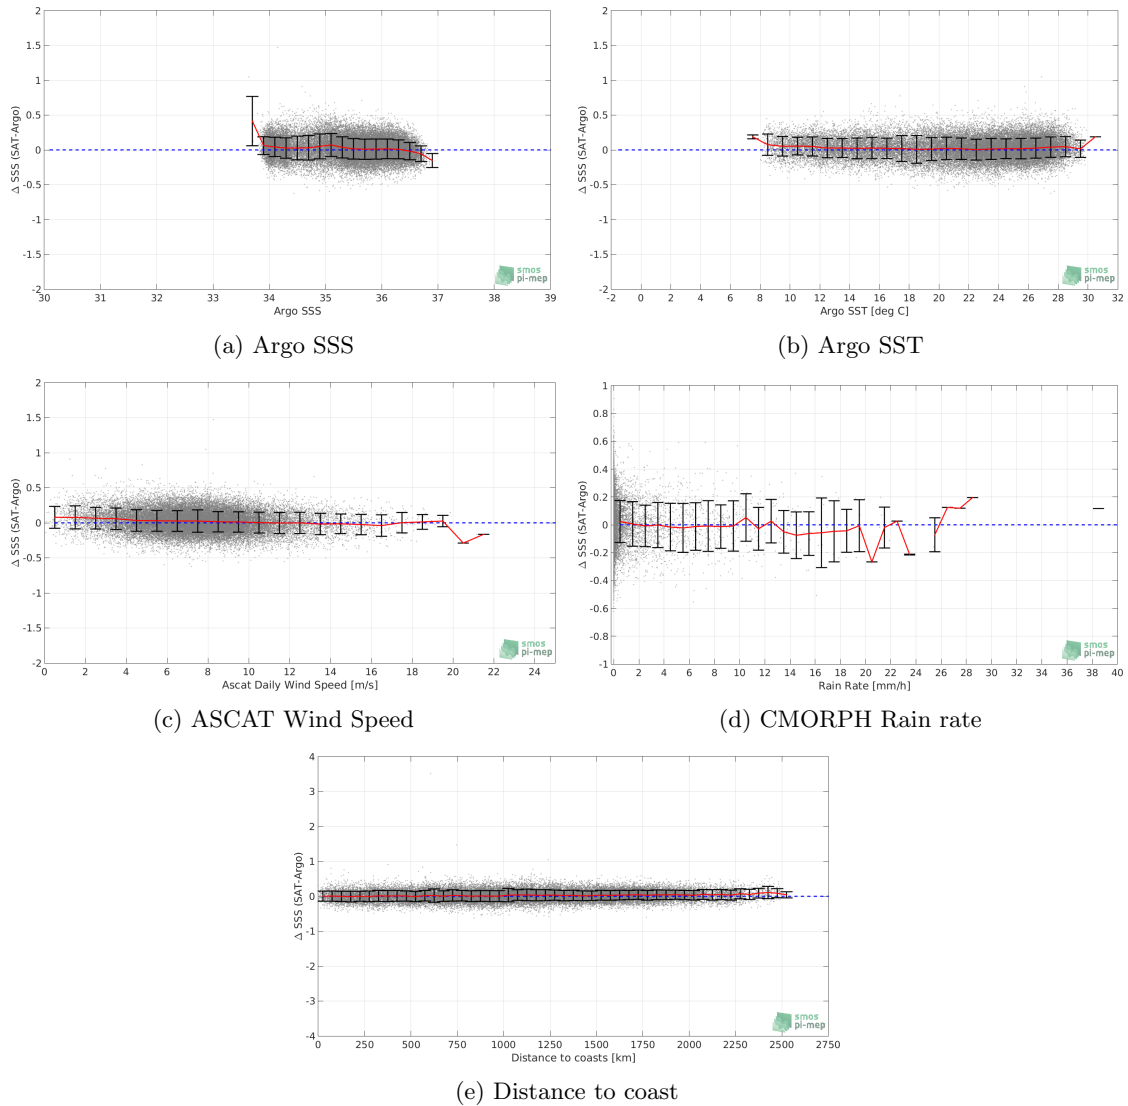 2
1.5
1
0.5
0
-0.5
-1
-1.5
-2
Δ SSS (SAT-Argo)
30 31 32 33 34 35 36 37 38 39
Argo SSS
smos
pi-mep
(a) Argo SSS
2
1.5
1
0.5
0
-0.5
-1
-1.5
-2
Δ SSS (SAT-Argo)
-2 0 2 4 6 8 10 12 14 16 18 20 22 24 26 28 30 32
Argo SST [deg C]
smos
pi-mep
(b) Argo SST
2
1.5
1
0.5
0
-0.5
-1
-1.5
-2
Δ SSS (SAT-Argo)
0 2 4 6 8 10 12 14 16 18 20 22 24
Ascat Daily Wind Speed [m/s]
smos
pi-mep
(c) ASCAT Wind Speed
1
0.8
0.6
0.4
0.2
0
-0.2
-0.4
-0.6
-0.8
-1
Δ SSS (SAT-Argo)
0 2 4 6 8 10 12 14 16 18 20 22 24 26 28 30 32 34 36 38 40
Rain Rate [mm/h]
smos
pi-mep
(d) CMORPH Rain rate
4
3
2
1
0
-1
-2
-3
-4
Δ SSS (SAT-Argo)
0 250 500 750 1000 1250 1500 1750 2000 2250 2500 2750
Distance to coasts [km]
smos
pi-mep
(e) Distance to coast